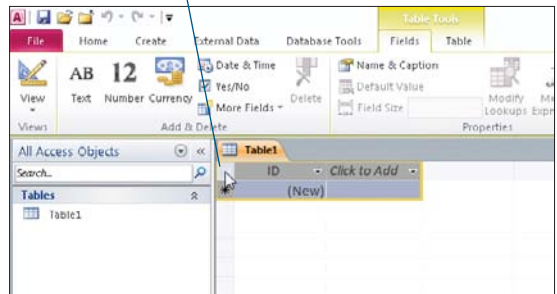 Table Tools
File Home Create External Data Database Tools Fields Table
AB 12 Date & Time Name & Caption
Yes/No Default Value
View Text Number Currency More Fields Delete Field Size Modify
Lookups
Views Add & Delete Properties
All Access Objects « Table1
Search... ID Click to Add
Tables (New)
Table1